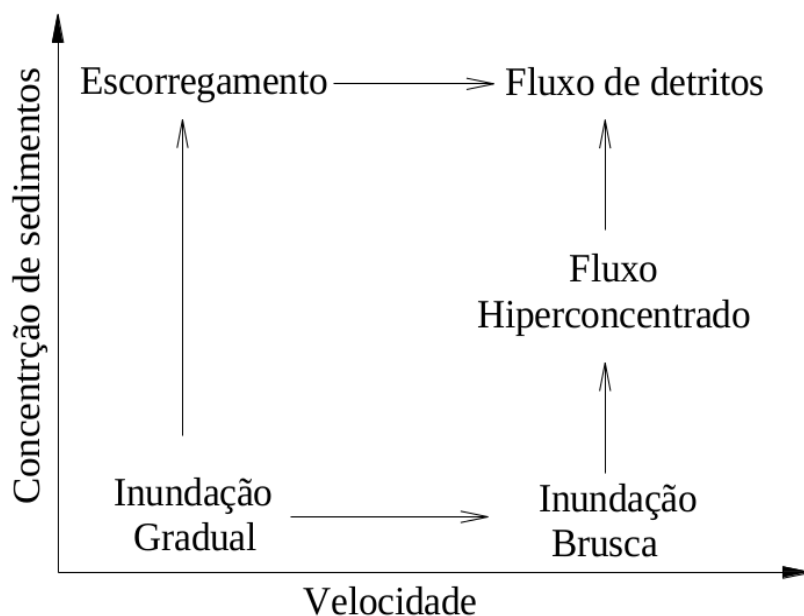 Concentrção de sedimentos
Escorregamento
Fluxo de detritos
Fluxo
Hiperconcentrado
Inundação
Gradual
Inundação
Brusca
Velocidade